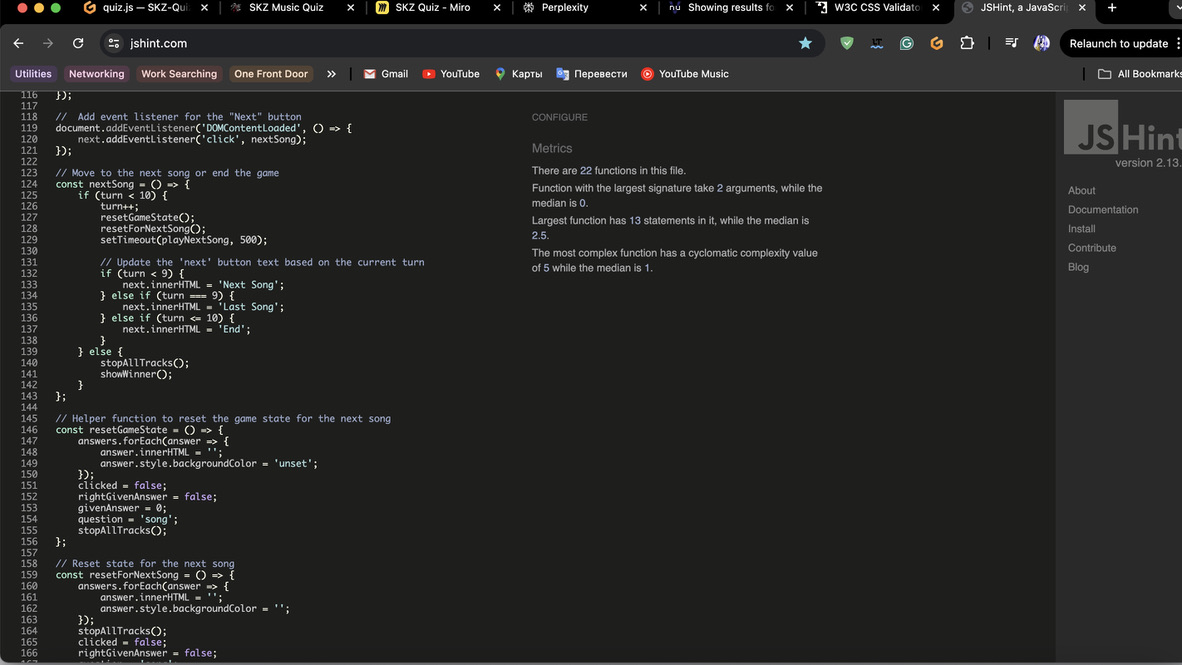 quiz.js — SKZ-Qui
SKZ Music Quiz
SKZ Quiz - Miro
Perplexity
Showing results fo
W3C CSS Validato
JSHint, a JavaScrip
jshint.com
Relaunch to update
Utilities
Networking
Work Searching
One Front Door
Gmail
YouTube
Карты
Перевести
YouTube Music
All Bookmarks
116 });
117
118 //  Add event listener for the "Next" button
119 document.addEventListener('DOMContentLoaded', () => {
120     next.addEventListener('click', nextSong);
121 });
122
123 // Move to the next song or end the game
124 const nextSong = () => {
125     if (turn < 10) {
126         turn++;
127         resetGameState();
128         resetForNextSong();
129         setTimeout(playNextSong, 500);
130
131         // Update the 'next' button text based on the current turn
132         if (turn < 9) {
133             next.innerHTML = 'Next Song';
134         } else if (turn === 9) {
135             next.innerHTML = 'Last Song';
136         } else if (turn <= 10) {
137             next.innerHTML = 'End';
138         }
139     } else {
140         stopAllTracks();
141         showWinner();
142     }
143 };
144
145 // Helper function to reset the game state for the next song
146 const resetGameState = () => {
147     answers.forEach(answer => {
148         answer.innerHTML = '';
149         answer.style.backgroundColor = 'unset';
150     });
151     clicked = false;
152     rightGivenAnswer = false;
153     givenAnswer = 0;
154     question = 'song';
155     stopAllTracks();
156 };
157
158 // Reset state for the next song
159 const resetForNextSong = () => {
160     answers.forEach(answer => {
161         answer.innerHTML = '';
162         answer.style.backgroundColor = '';
163     });
164     stopAllTracks();
165     clicked = false;
166     rightGivenAnswer = false;
CONFIGURE
Metrics
There are 22 functions in this file.
Function with the largest signature take 2 arguments, while the
median is 0.
Largest function has 13 statements in it, while the median is
2.5.
The most complex function has a cyclomatic complexity value
of 5 while the median is 1.
JSHint
version 2.13.
About
Documentation
Install
Contribute
Blog